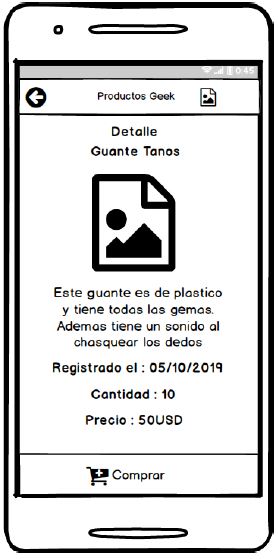 0:45
Productos Geek
Detalle
Guante Tanos
Este guante es de plastico
y tiene todas las gemas.
Ademas tiene un sonido al
chasquear los dedos
Registrado el : 05/10/2019
Cantidad : 10
Precio : 50USD
Comprar